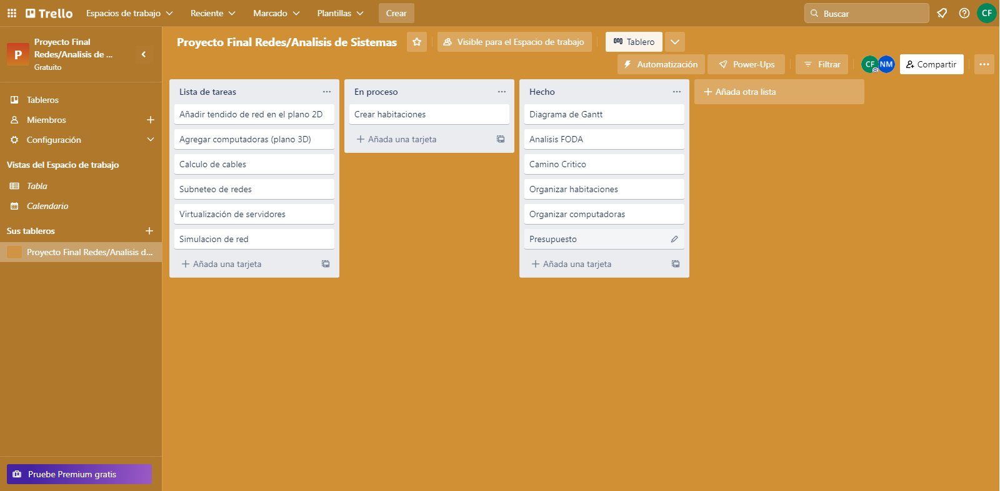 Trello
Espacios de trabajo
Reciente
Marcado
Plantillas
Crear
Buscar
CF
P
Proyecto Final
Redes/Analisis de ...
Gratuito
Tableros
Miembros
Configuración
Vistas del Espacio de trabajo
Tabla
Calendario
Sus tableros
Proyecto Final Redes/Analisis d...
Pruebe Premium gratis
Proyecto Final Redes/Analisis de Sistemas
Visible para el Espacio de trabajo
Tablero
Automatización
Power-Ups
Filtrar
CF
NM
Compartir
Lista de tareas
Añadir tendido de red en el plano 2D
Agregar computadoras (plano 3D)
Calculo de cables
Subneteo de redes
Virtualización de servidores
Simulacion de red
Añada una tarjeta
En proceso
Crear habitaciones
Añada una tarjeta
Hecho
Diagrama de Gantt
Analisis FODA
Camino Critico
Organizar habitaciones
Organizar computadoras
Presupuesto
Añada una tarjeta
Añada otra lista